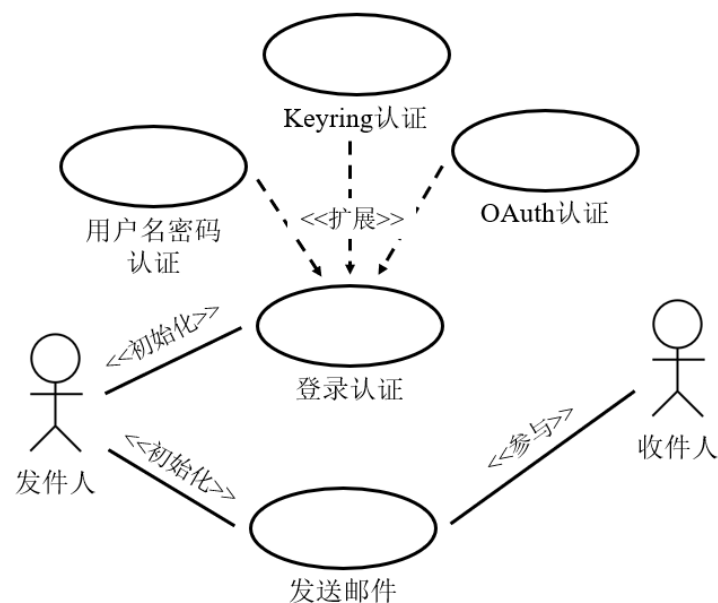 Keyring认证
用户名密码
认证
<<扩展>>
OAuth认证
<<初始化>>
登录认证
发件人
<<初始化>>
<<参与>>
收件人
发送邮件